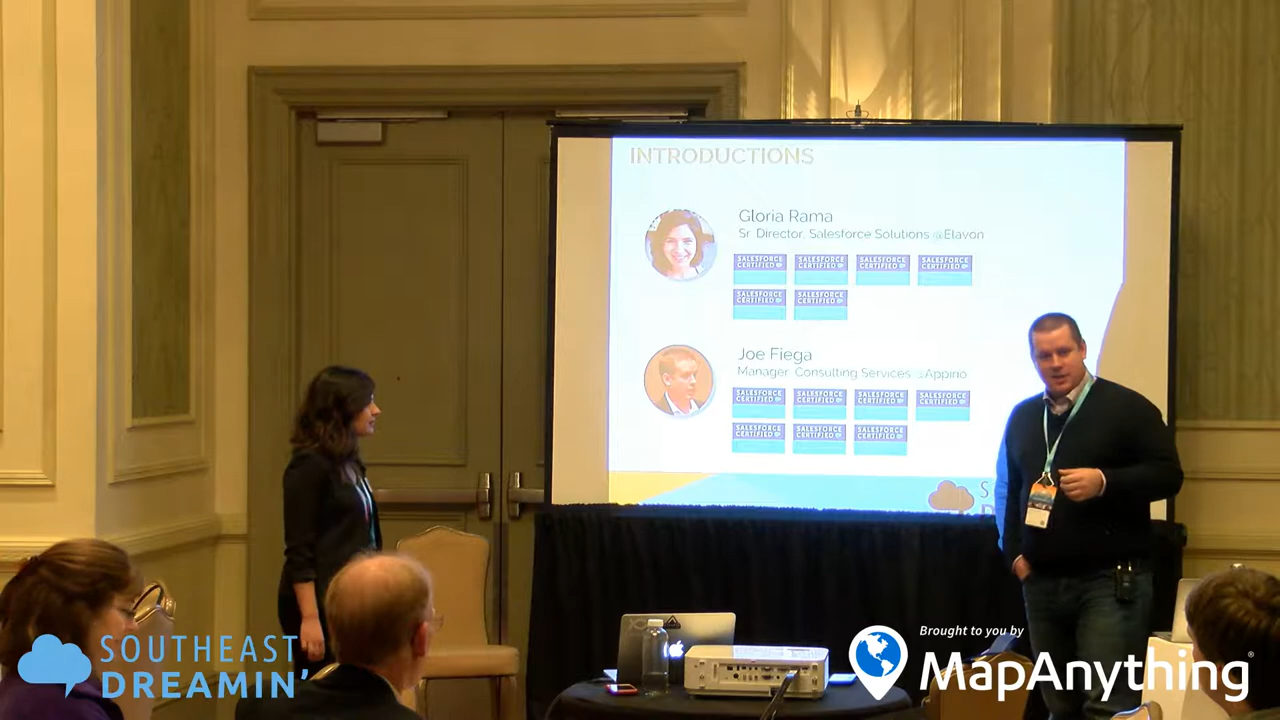 INTRODUCTIONS
Gloria Rama
Sr. Director, Salesforce Solutions @Elavon
SALESFORCE CERTIFIED SALESFORCE CERTIFIED SALESFORCE CERTIFIED SALESFORCE CERTIFIED
SALESFORCE CERTIFIED SALESFORCE CERTIFIED
Joe Fiega
Manager, Consulting Services @Appirio
SALESFORCE CERTIFIED SALESFORCE CERTIFIED SALESFORCE CERTIFIED SALESFORCE CERTIFIED
SALESFORCE CERTIFIED SALESFORCE CERTIFIED SALESFORCE CERTIFIED
SOUTHEAST
DREAMIN'
Brought to you by
MapAnything®